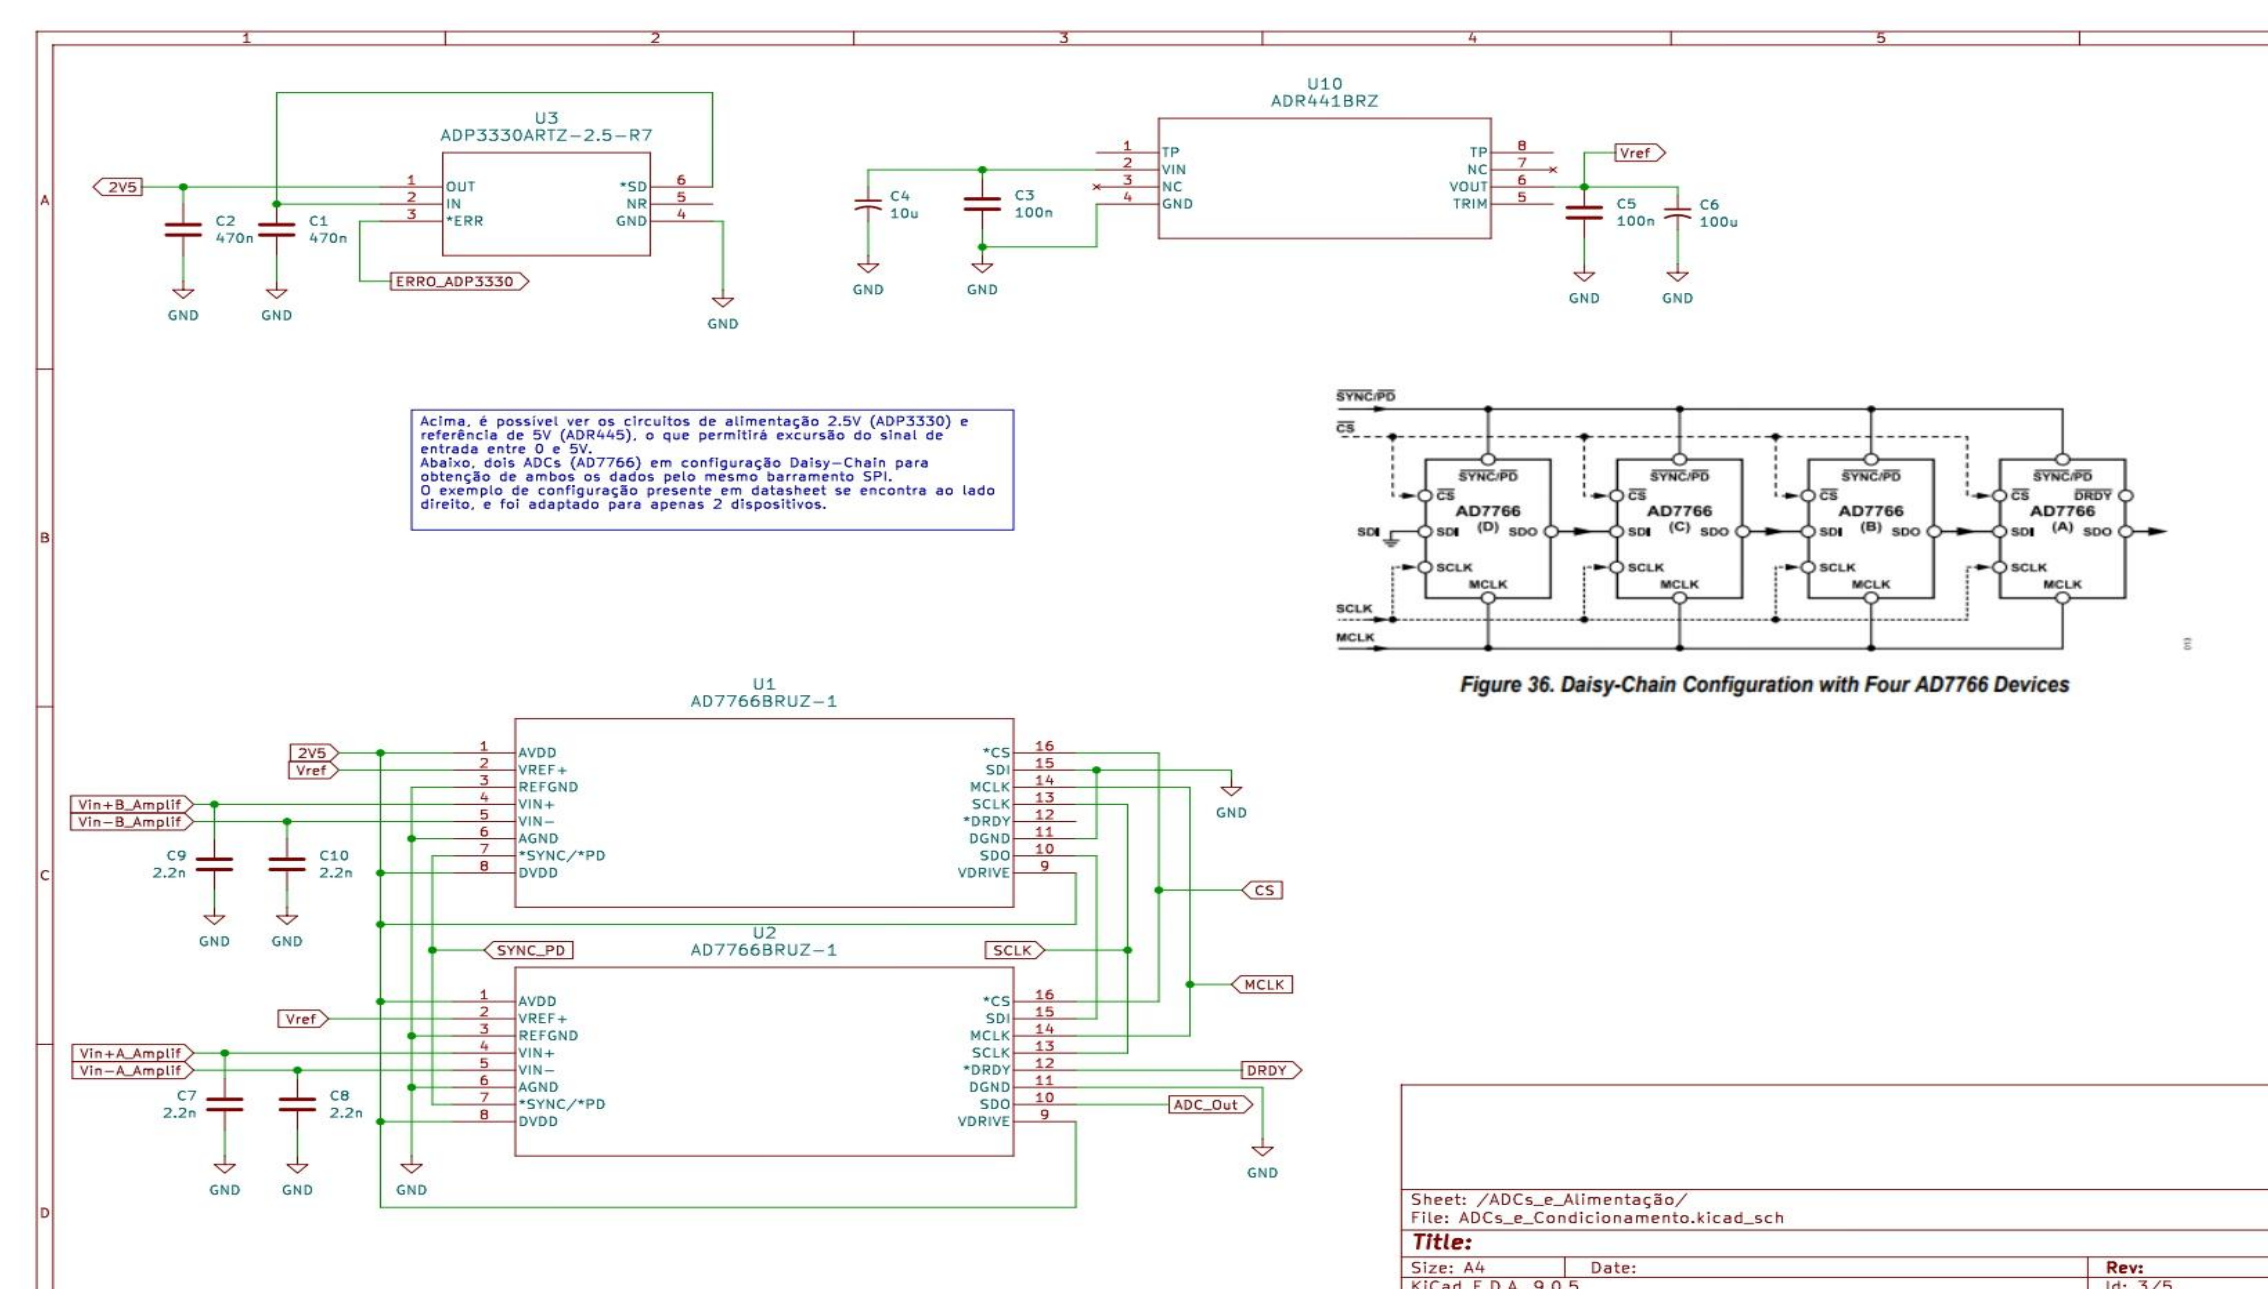 1 2 3 4 5
A
B
C
D
U3
ADP3330ARTZ-2.5-R7
2V5
1 OUT
2 IN
3 *ERR
*SD 6
NR 5
GND 4
C2
470n
C1
470n
ERRO_ADP3330
GND
GND
GND
U10
ADR441BRZ
1 TP
2 VIN
3 NC
4 GND
TP 8
NC 7
VOUT 6
TRIM 5
Vref
C4
10u
C3
100n
C5
100n
C6
100u
GND
GND
GND
GND
Acima, é possível ver os circuitos de alimentação 2.5V (ADP3330) e
referência de 5V (ADR445), o que permitirá excursão do sinal de
entrada entre 0 e 5V.
Abaixo, dois ADCs (AD7766) em configuração Daisy-Chain para
obtenção de ambos os dados pelo mesmo barramento SPI.
O exemplo de configuração presente em datasheet se encontra ao lado
direito, e foi adaptado para apenas 2 dispositivos.
SYNC/PD
CS
SYNC/PD SYNC/PD SYNC/PD SYNC/PD
CS CS CS CS DRDY
AD7766 AD7766 AD7766 AD7766
SDI SDI (D) SDO SDI (C) SDO SDI (B) SDO SDI (A) SDO
SCLK SCLK SCLK SCLK
MCLK MCLK MCLK MCLK
SCLK
MCLK
013
Figure 36. Daisy-Chain Configuration with Four AD7766 Devices
U1
AD7766BRUZ-1
2V5
Vref
Vin+B_Amplif
Vin-B_Amplif
1 AVDD
2 VREF+
3 REFGND
4 VIN+
5 VIN-
6 AGND
7 *SYNC/*PD
8 DVDD
*CS 16
SDI 15
MCLK 14
SCLK 13
*DRDY 12
DGND 11
SDO 10
VDRIVE 9
GND
C9
2.2n
C10
2.2n
GND
GND
CS
U2
AD7766BRUZ-1
SYNC_PD
SCLK
MCLK
Vref
Vin+A_Amplif
Vin-A_Amplif
1 AVDD
2 VREF+
3 REFGND
4 VIN+
5 VIN-
6 AGND
7 *SYNC/*PD
8 DVDD
*CS 16
SDI 15
MCLK 14
SCLK 13
*DRDY 12
DGND 11
SDO 10
VDRIVE 9
DRDY
ADC_Out
C7
2.2n
C8
2.2n
GND
GND
GND
GND
Sheet: /ADCs_e_Alimentação/
File: ADCs_e_Condicionamento.kicad_sch
Title:
Size: A4 Date: Rev:
KiCad E.D.A. 9.0.5 Id: 3/5